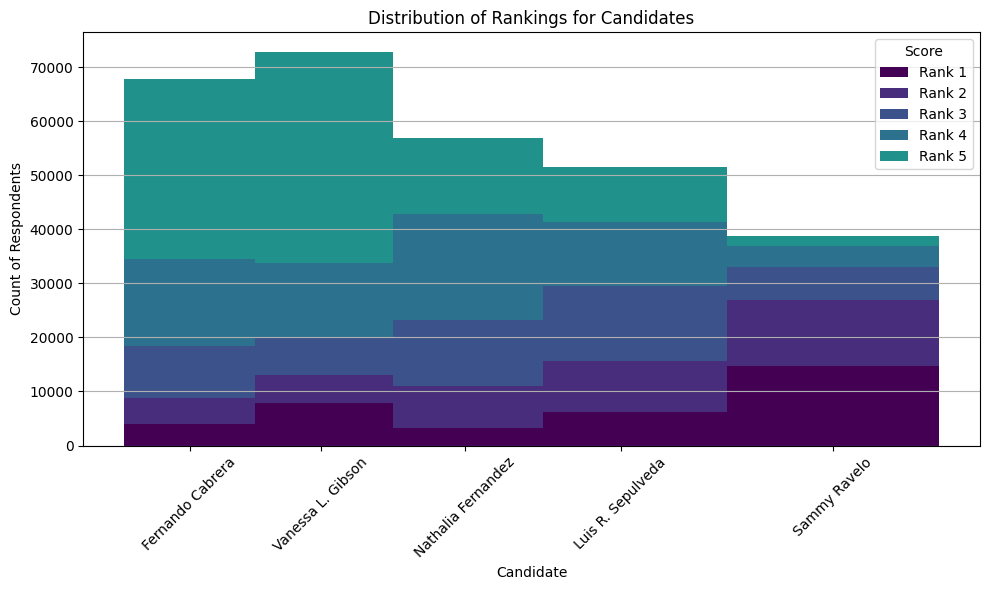 Distribution of Rankings for Candidates
Score
Rank 1
Rank 2
Rank 3
Rank 4
Rank 5
Count of Respondents
70000
60000
50000
40000
30000
20000
10000
0
Fernando Cabrera
Vanessa L. Gibson
Nathalia Fernandez
Luis R. Sepulveda
Sammy Ravelo
Candidate